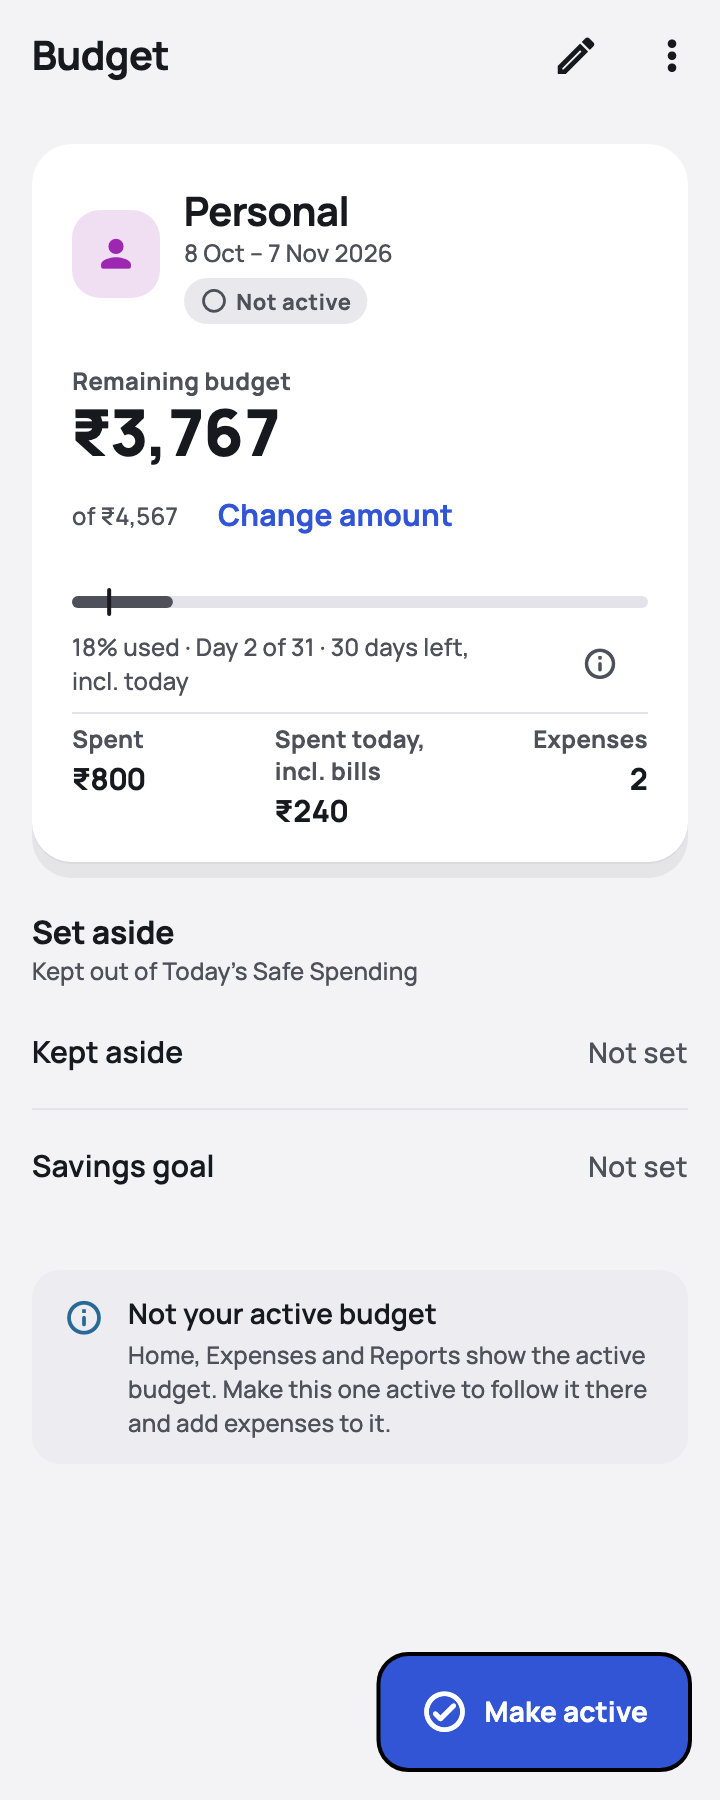 Budget
Personal
8 Oct – 7 Nov 2026
Not active
Remaining budget
₹3,767
of ₹4,567 Change amount
18% used · Day 2 of 31 · 30 days left,
incl. today
Spent
₹800
Spent today,
incl. bills
₹240
Expenses
2
Set aside
Kept out of Today’s Safe Spending
Kept aside Not set
Savings goal Not set
Not your active budget
Home, Expenses and Reports show the active
budget. Make this one active to follow it there
and add expenses to it.
Make active